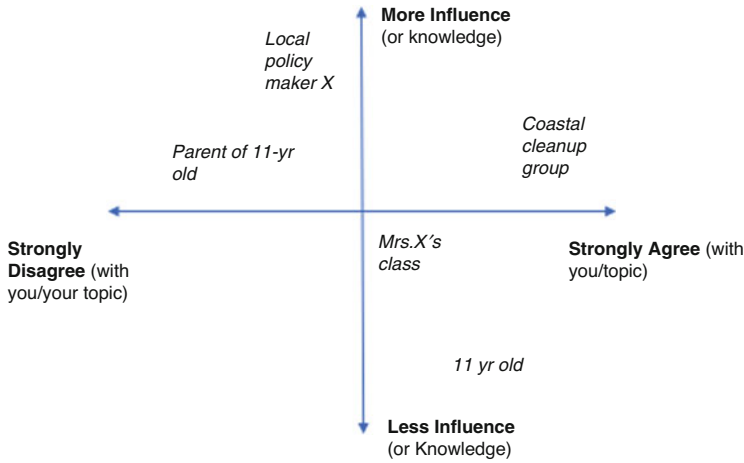 More Influence
(or knowledge)
Local
policy
maker X
Coastal
cleanup
group
Parent of 11-yr
old
Strongly
Disagree (with
you/your topic)
Mrs.X′s
class
Strongly Agree (with
you/topic)
11 yr old
Less Influence
(or Knowledge)